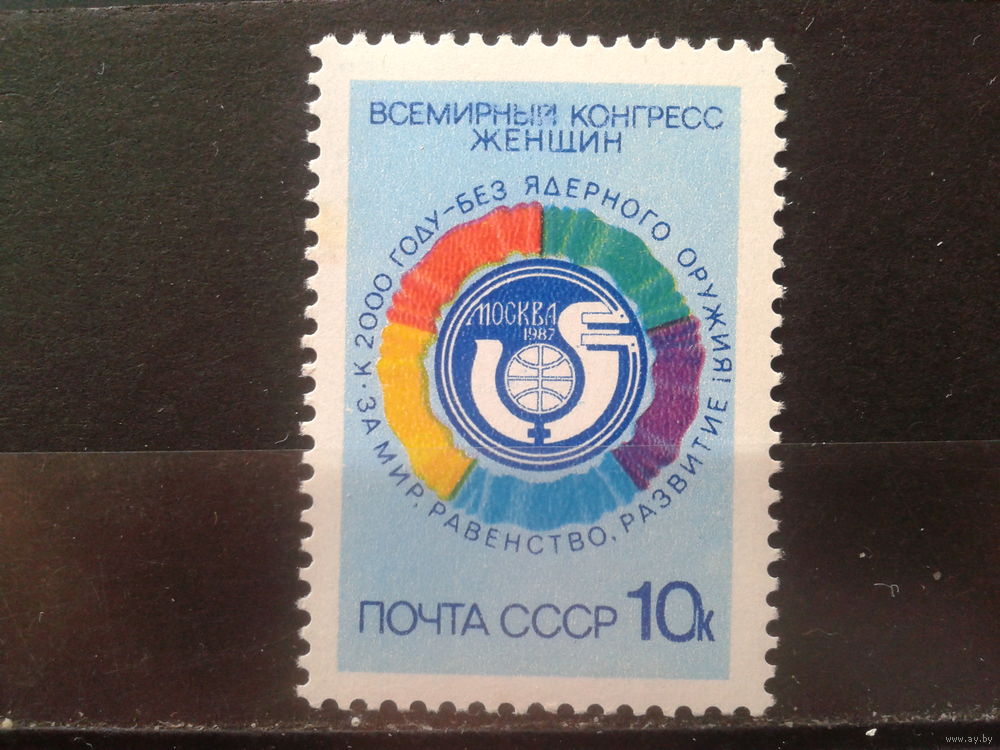 ВСЕМИРНЫЙ КОНГРЕСС
ЖЕНЩИН
К 2000 ГОДУ-БЕЗ ЯДЕРНОГО ОРУЖИЯ!
·ЗА МИР, РАВЕНСТВО, РАЗВИТИЕ!
МОСКВА
1987
ПОЧТА СССР 10к
www.ay.by